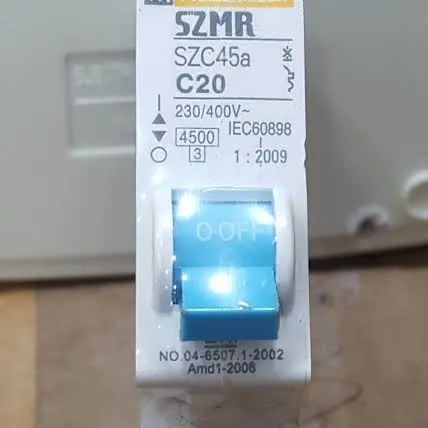 SZMR
SZC45a
C20
230/400V~
4500
3
IEC60898
1:2009
O·OFF
NO.04-6507.1-2002
Amd1-2006